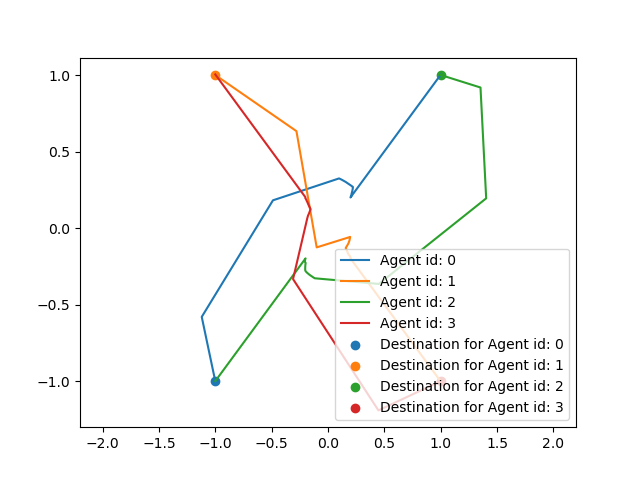 1.0
0.5
0.0
−0.5
−1.0
−2.0 −1.5 −1.0 −0.5 0.0 0.5 1.0 1.5 2.0
Agent id: 0
Agent id: 1
Agent id: 2
Agent id: 3
Destination for Agent id: 0
Destination for Agent id: 1
Destination for Agent id: 2
Destination for Agent id: 3